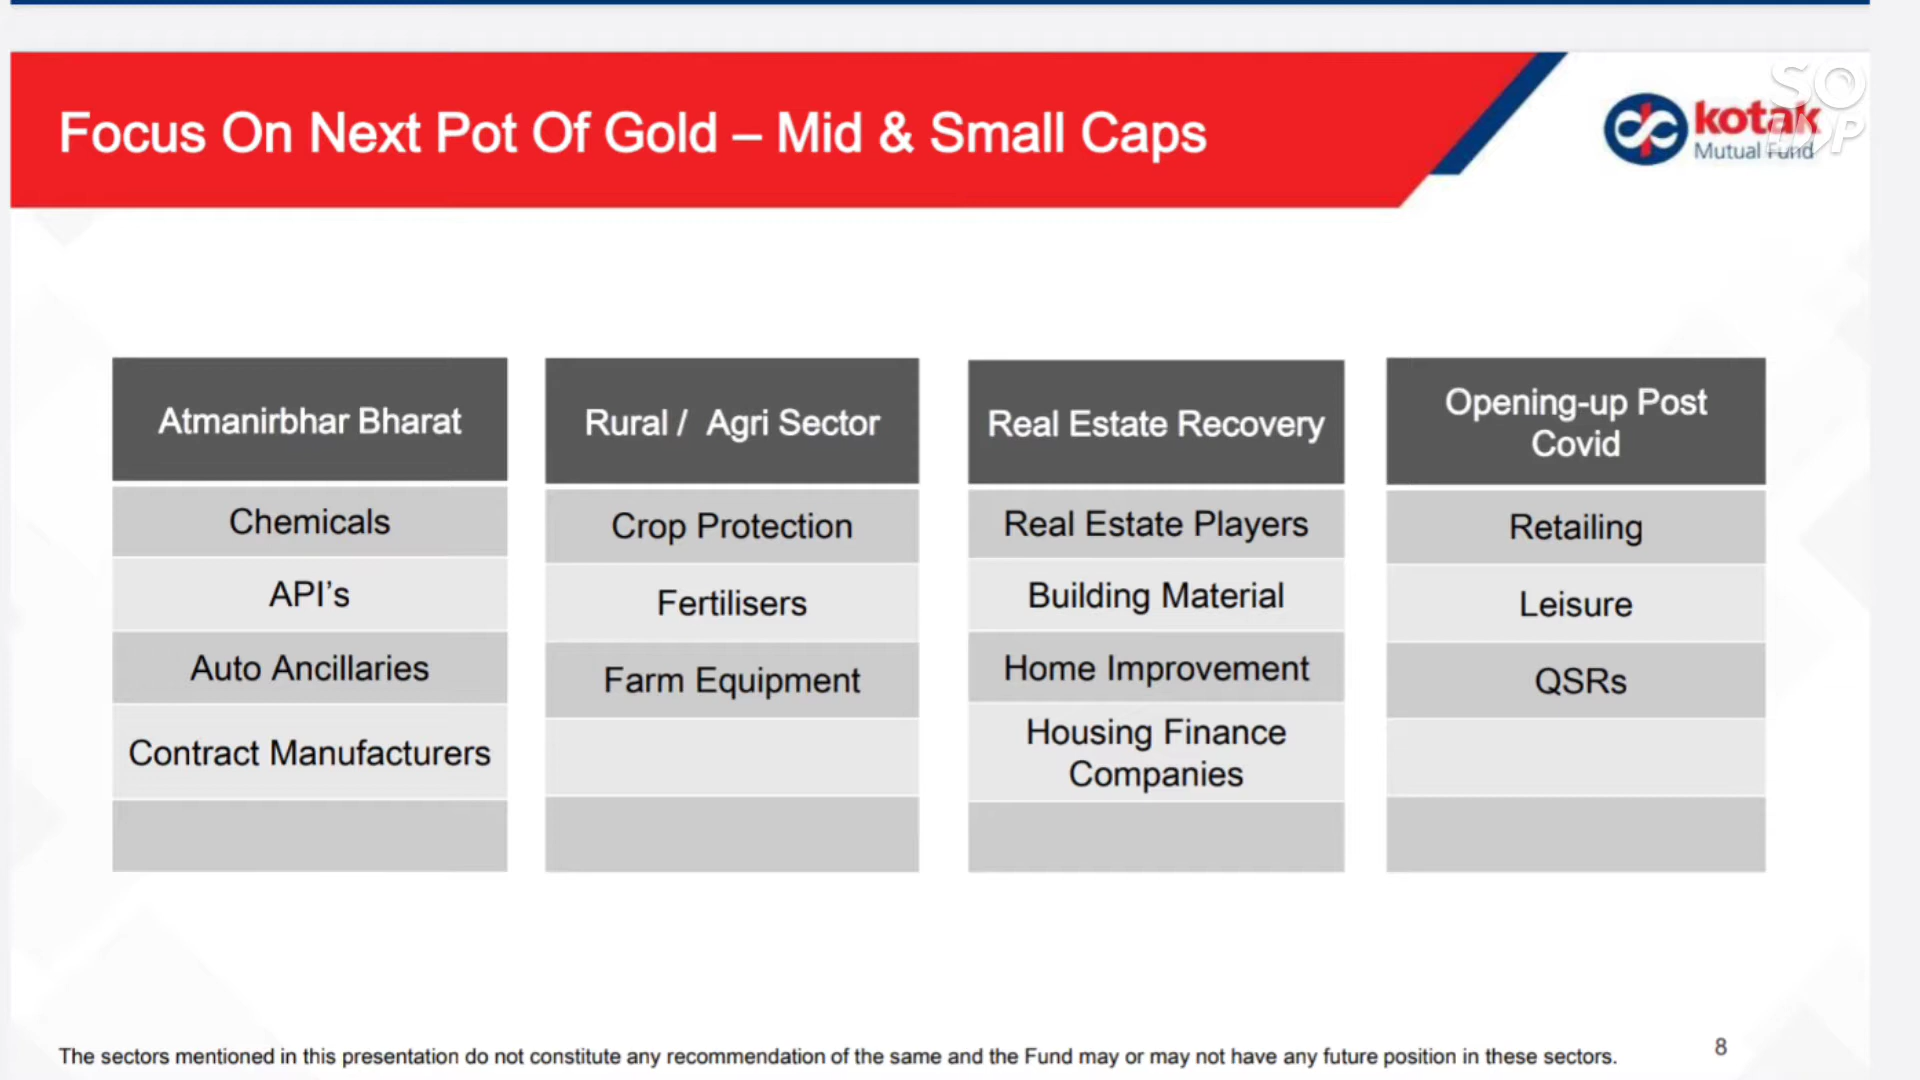 Focus On Next Pot Of Gold – Mid & Small Caps
kotak
Mutual Fund
Atmanirbhar Bharat
Chemicals
API’s
Auto Ancillaries
Contract Manufacturers
Rural / Agri Sector
Crop Protection
Fertilisers
Farm Equipment
Real Estate Recovery
Real Estate Players
Building Material
Home Improvement
Housing Finance
Companies
Opening-up Post
Covid
Retailing
Leisure
QSRs
The sectors mentioned in this presentation do not constitute any recommendation of the same and the Fund may or may not have any future position in these sectors.
8